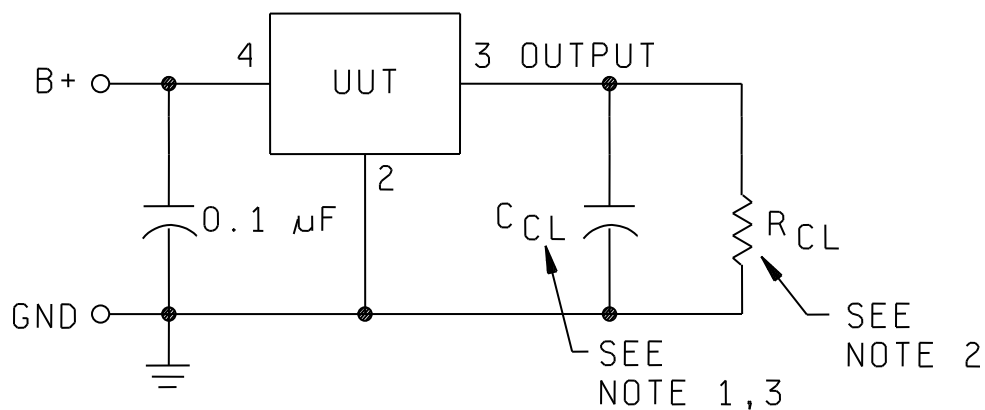 4
3 OUTPUT
B+
UUT
2
0.1 µF
C CL
R CL
GND
SEE
NOTE 2
SEE
NOTE 1,3